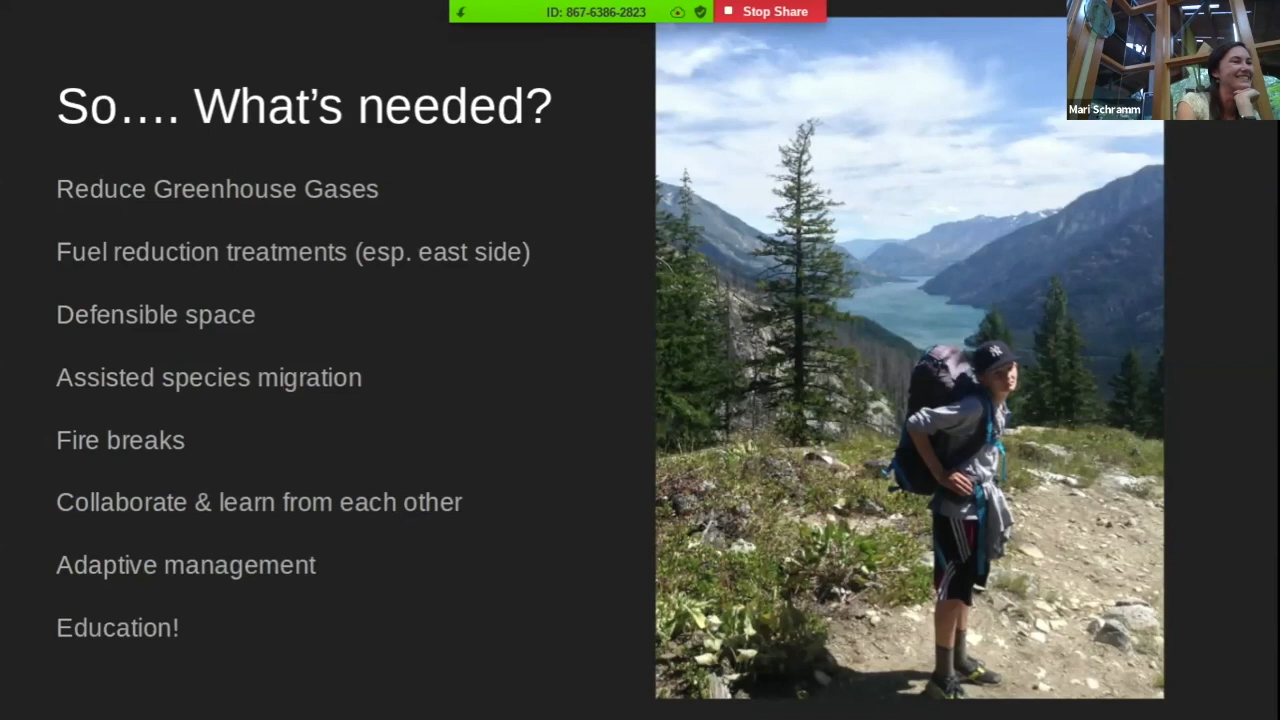 ID: 867-6386-2823
Stop Share
Mari Schramm
So.... What's needed?
Reduce Greenhouse Gases
Fuel reduction treatments (esp. east side)
Defensible space
Assisted species migration
Fire breaks
Collaborate & learn from each other
Adaptive management
Education!